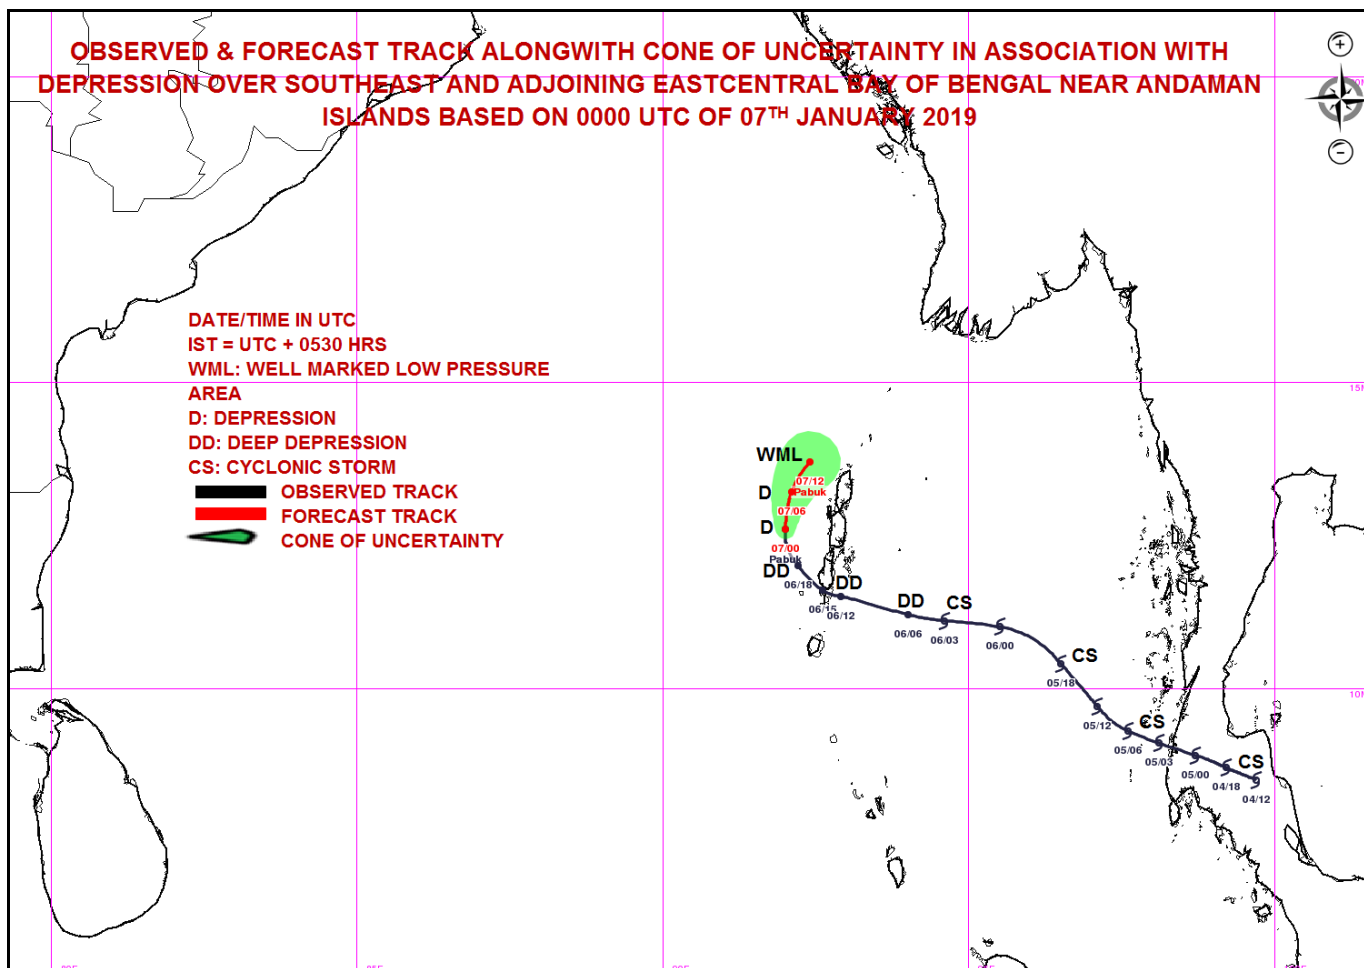 OBSERVED & FORECAST TRACK ALONGWITH CONE OF UNCERTAINTY IN ASSOCIATION WITH
DEPRESSION OVER SOUTHEAST AND ADJOINING EASTCENTRAL BAY OF BENGAL NEAR ANDAMAN
ISLANDS BASED ON 0000 UTC OF 07TH JANUARY 2019
DATE/TIME IN UTC
IST = UTC + 0530 HRS
WML: WELL MARKED LOW PRESSURE
AREA
D: DEPRESSION
DD: DEEP DEPRESSION
CS: CYCLONIC STORM
OBSERVED TRACK
FORECAST TRACK
CONE OF UNCERTAINTY
WML
07/12
Pabuk
D
07/06
D
07/00
Pabuk
DD
06/18
DD
06/15
06/12
DD
06/06
CS
06/03
06/00
CS
05/18
05/12
CS
05/06
05/03
05/00
CS
04/18
04/12